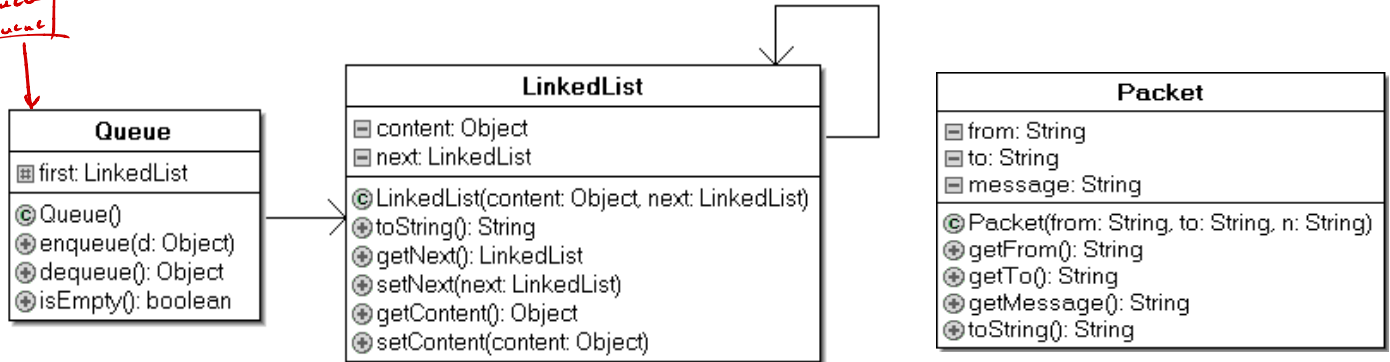 Queue
first: LinkedList
Queue()
enqueue(d: Object)
dequeue(): Object
isEmpty(): boolean
LinkedList
content: Object
next: LinkedList
LinkedList(content: Object, next: LinkedList)
toString(): String
getNext(): LinkedList
setNext(next: LinkedList)
getContent(): Object
setContent(content: Object)
Packet
from: String
to: String
message: String
Packet(from: String, to: String, n: String)
getFrom(): String
getTo(): String
getMessage(): String
toString(): String